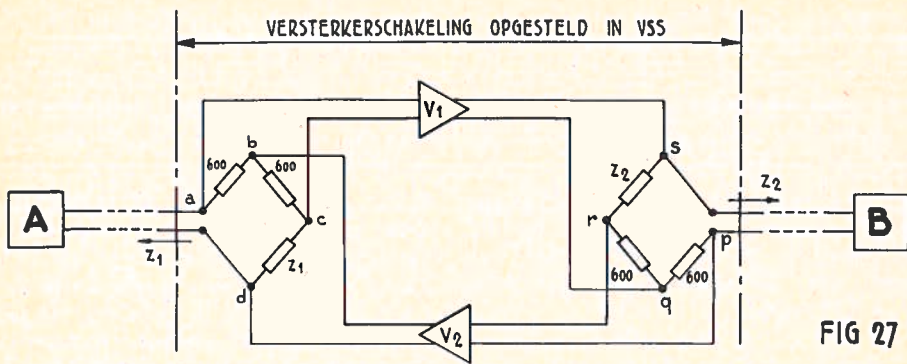 VERSTERKERSCHAKELING OPGESTELD IN VSS
V1
b
s
600
600
Z2
Z2
a
A
c
r
B
p
Z1
Z1
600
600
d
q
V2
FIG 27